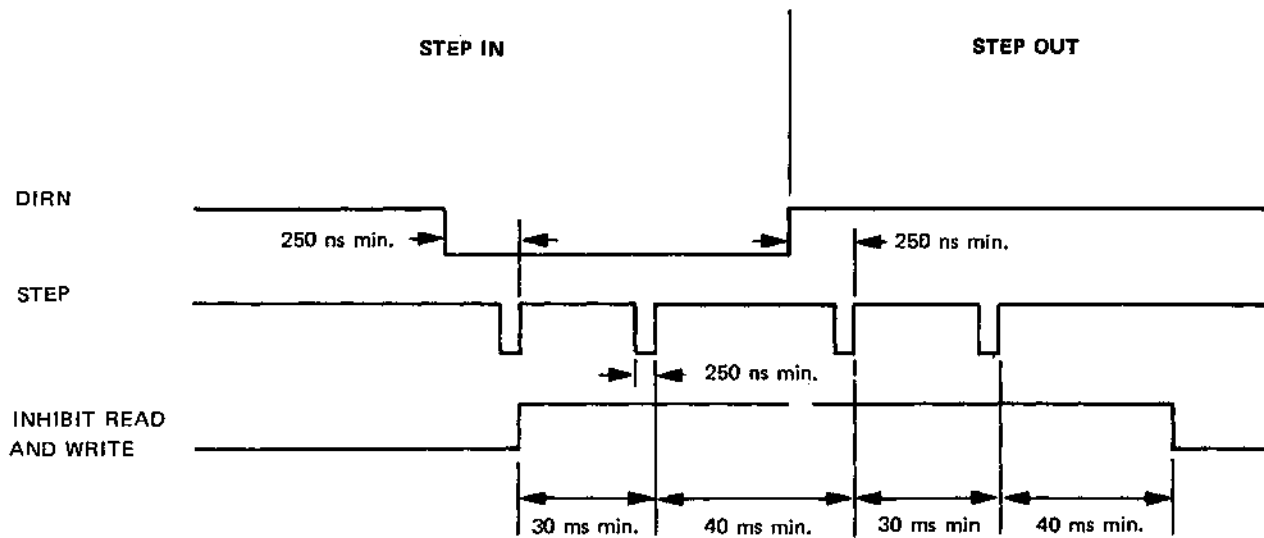 STEP IN
STEP OUT
DIRN
250 ns min.
250 ns min.
STEP
250 ns min.
INHIBIT READ
AND WRITE
30 ms min.
40 ms min.
30 ms min
40 ms min.